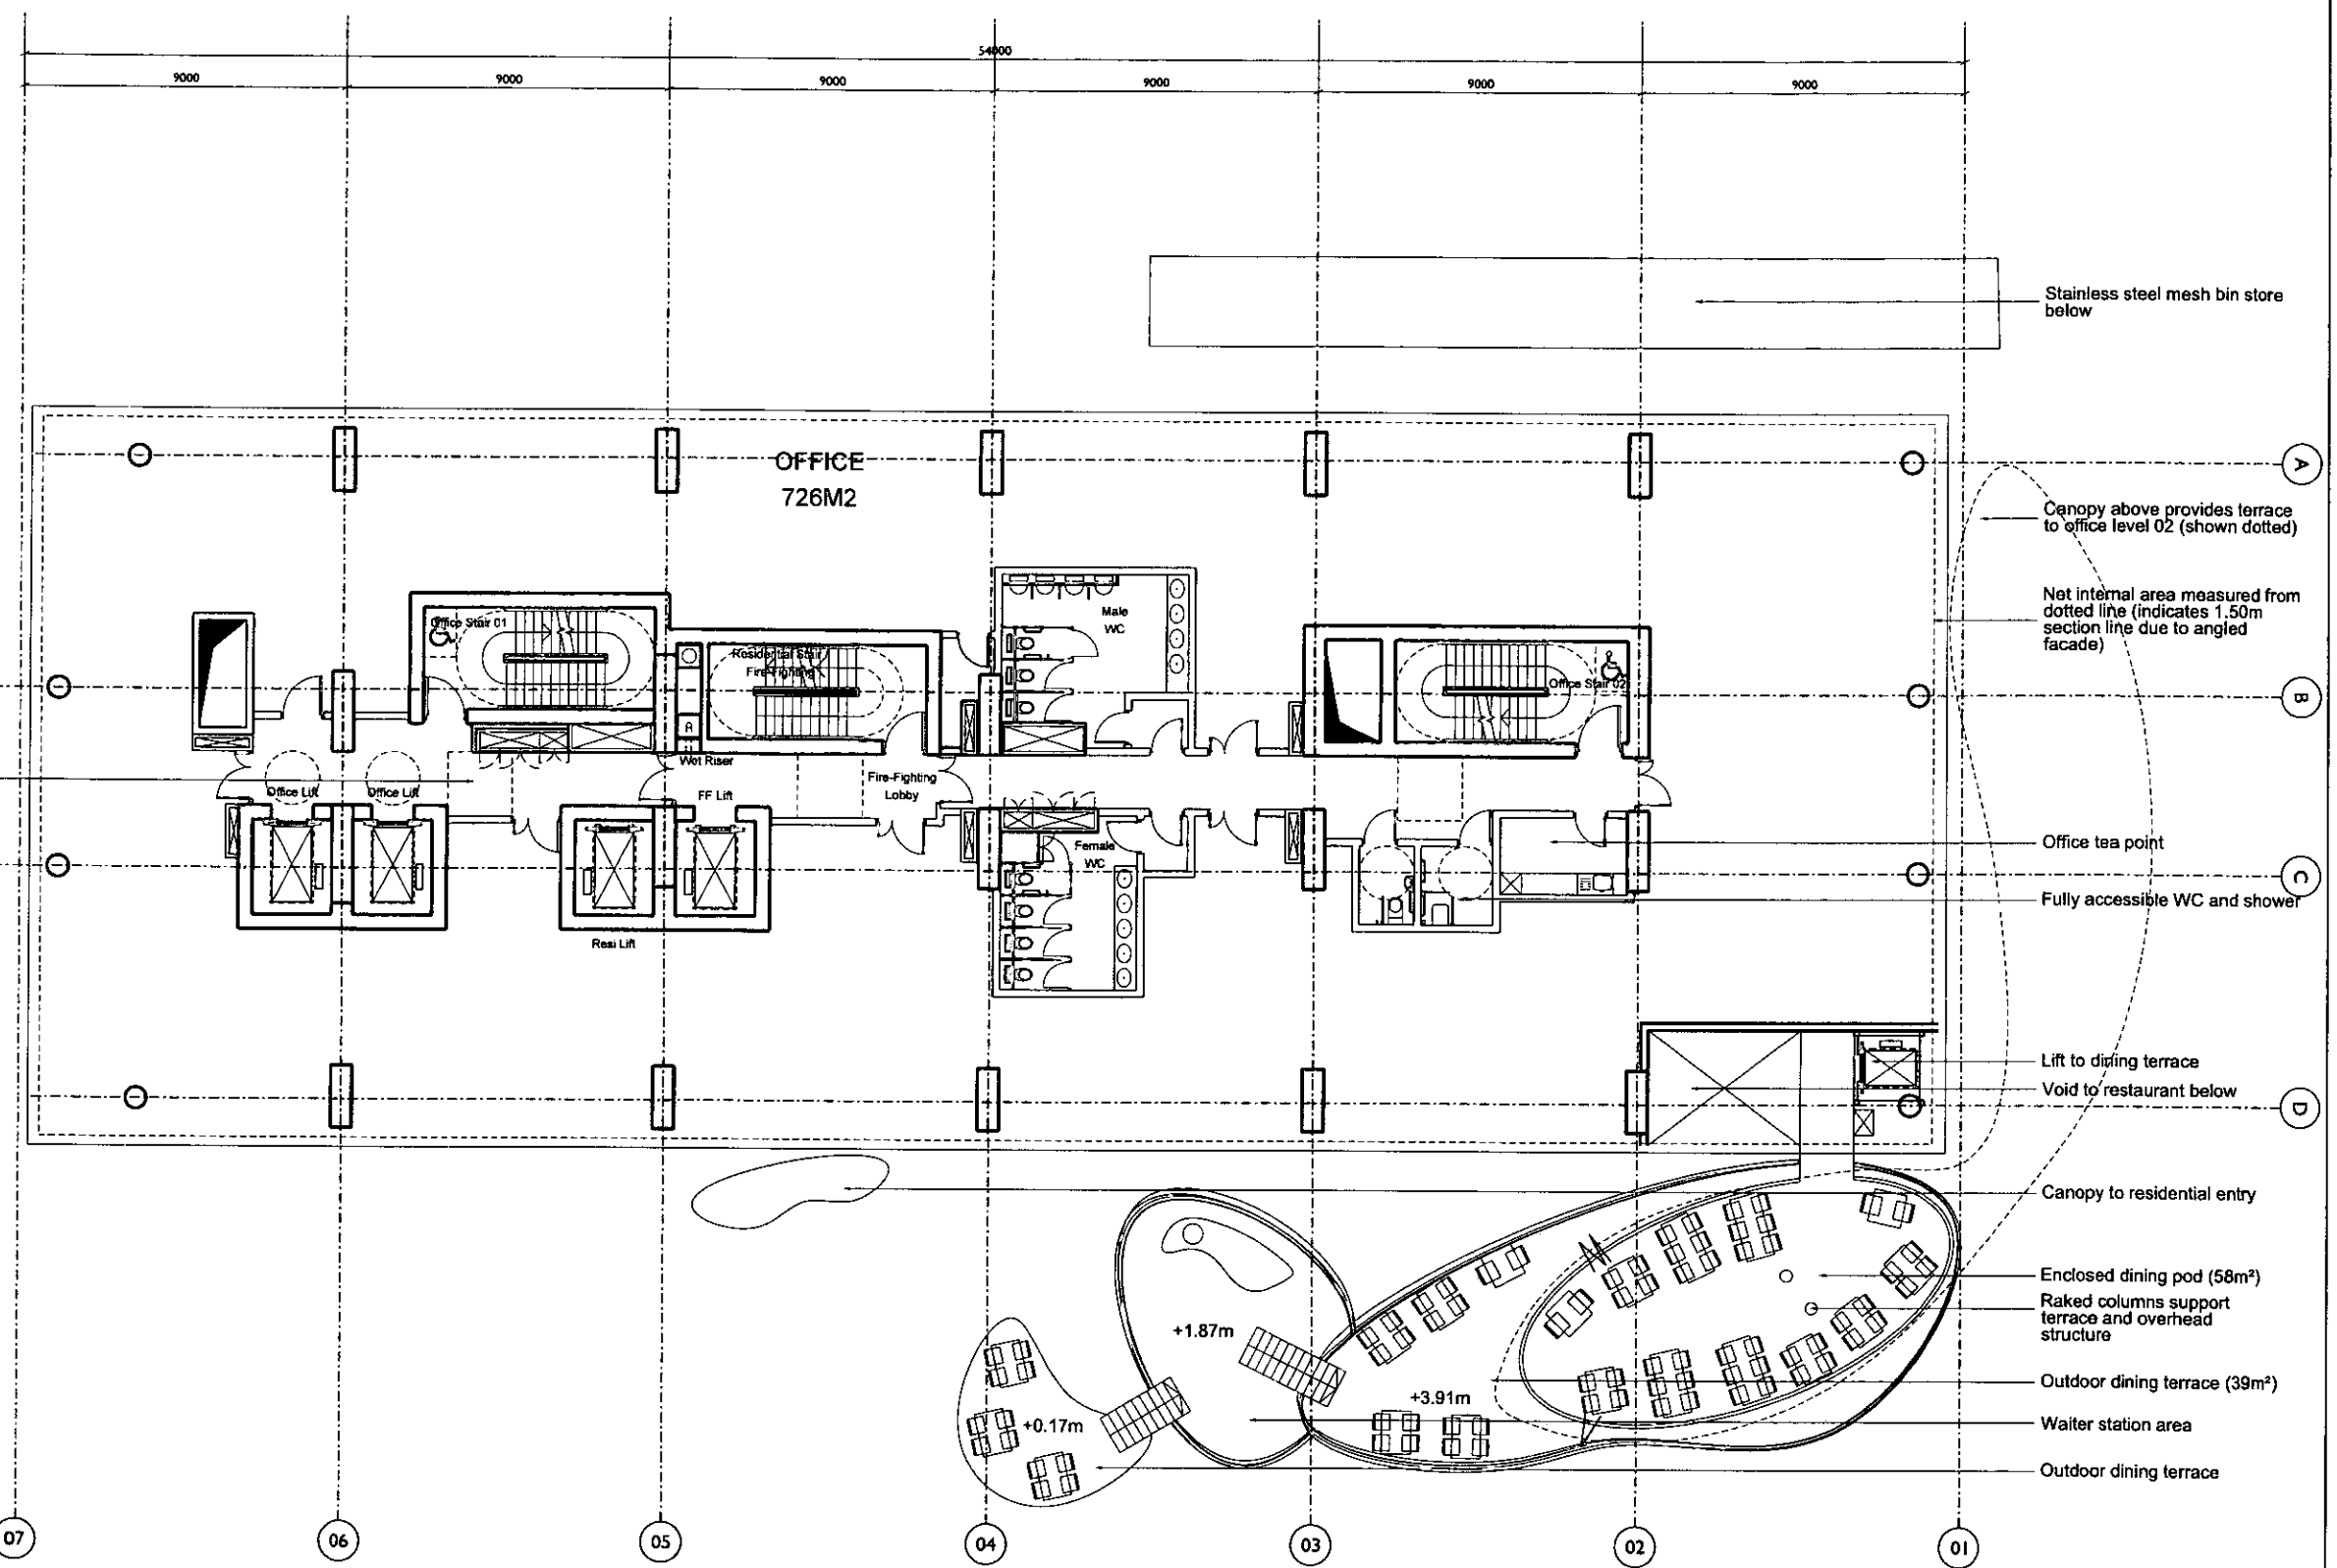 54000
9000
9000
9000
9000
9000
9000
Stainless steel mesh bin store
below
OFFICE
726M2
A
Canopy above provides terrace
to office level 02 (shown dotted)
Net internal area measured from
dotted line (indicates 1.50m
section line due to angled
facade)
Office Stair 01
Residential Stair
Fire-Fighting
Male
WC
Office Stair 02
B
A
Wet Riser
Office Lift
Office Lift
FF Lift
Fire-Fighting
Lobby
Female
WC
Office tea point
C
Fully accessible WC and shower
Resi Lift
Lift to dining terrace
Void to restaurant below
D
Canopy to residential entry
Enclosed dining pod (58m²)
Raked columns support
terrace and overhead
structure
+1.87m
+3.91m
+0.17m
Outdoor dining terrace (39m²)
Waiter station area
Outdoor dining terrace
07
06
05
04
03
02
01